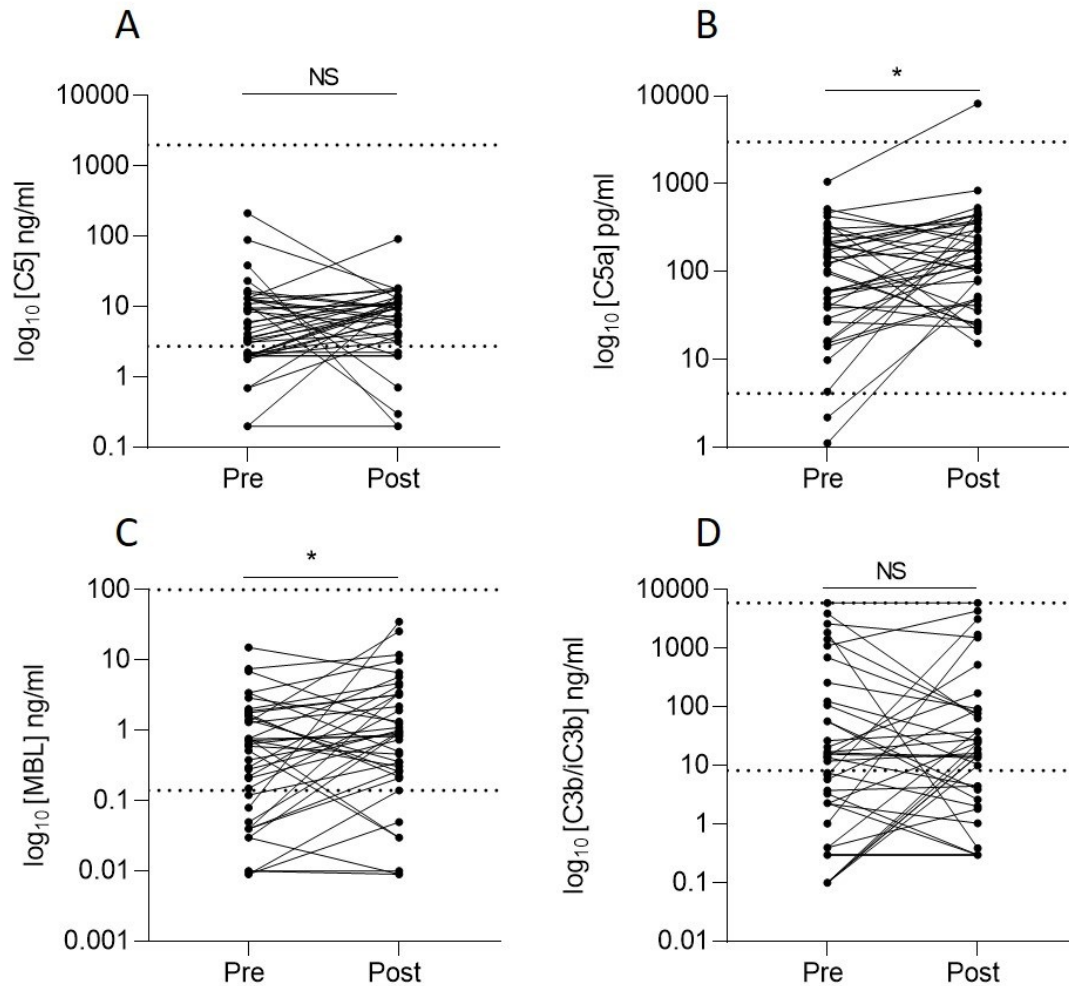 A
NS
10000
1000
100
10
1
0.1
log10 [C5] ng/ml
Pre Post
B
*
10000
1000
100
10
1
log10 [C5a] pg/ml
Pre Post
C
*
100
10
1
0.1
0.01
0.001
log10 [MBL] ng/ml
Pre Post
D
NS
10000
1000
100
10
1
0.1
0.01
log10 [C3b/iC3b] ng/ml
Pre Post